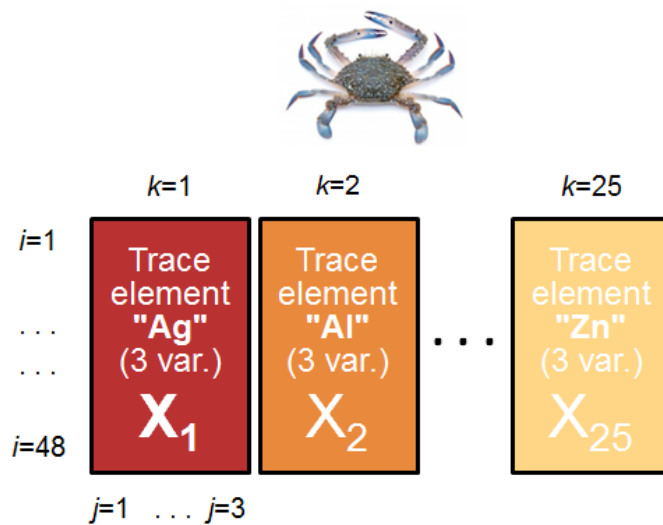 k=1 k=2 k=25
i=1
Trace element "Ag" (3 var.) X₁
Trace element "Al" (3 var.) X₂
. . .
Trace element "Zn" (3 var.) X₂₅
. . .
. . .
i=48
j=1 . . . j=3